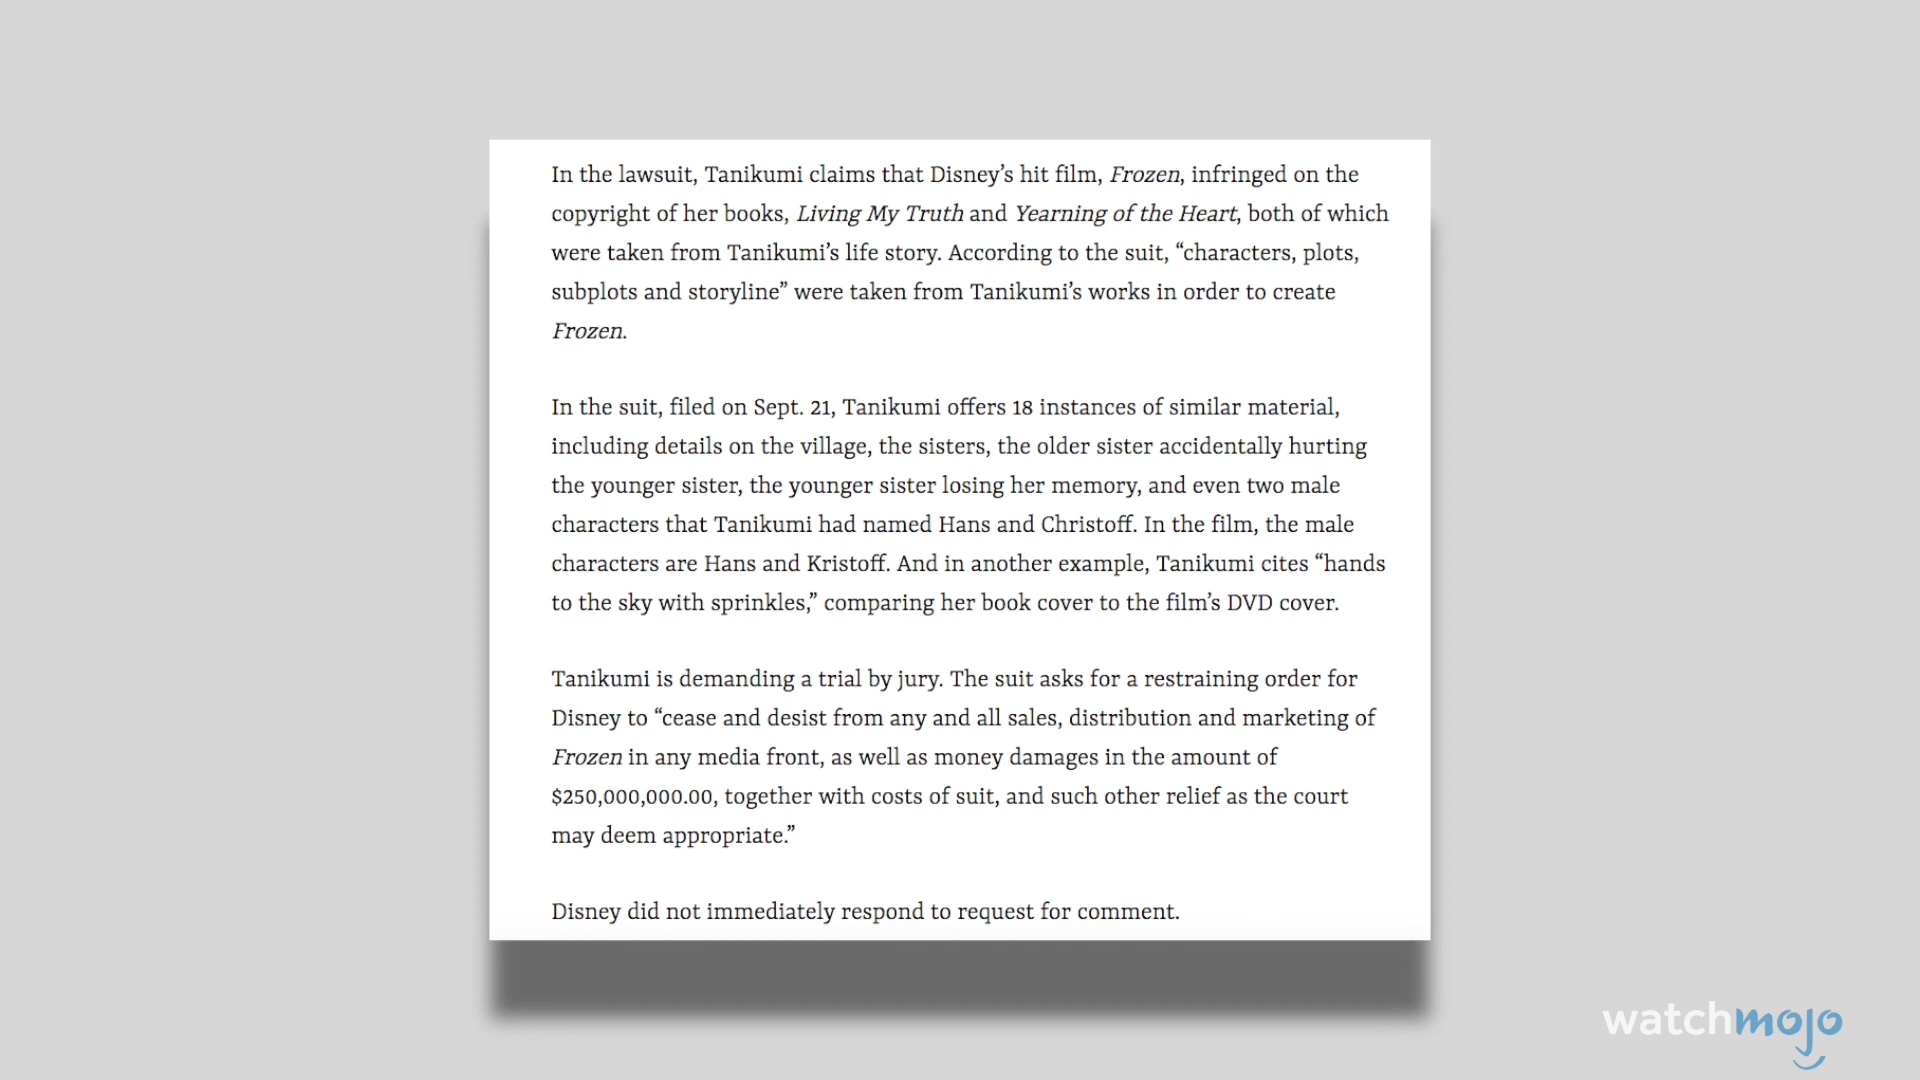 In the lawsuit, Tanikumi claims that Disney’s hit film, Frozen, infringed on the
copyright of her books, Living My Truth and Yearning of the Heart, both of which
were taken from Tanikumi’s life story. According to the suit, “characters, plots,
subplots and storyline” were taken from Tanikumi’s works in order to create
Frozen.
In the suit, filed on Sept. 21, Tanikumi offers 18 instances of similar material,
including details on the village, the sisters, the older sister accidentally hurting
the younger sister, the younger sister losing her memory, and even two male
characters that Tanikumi had named Hans and Christoff. In the film, the male
characters are Hans and Kristoff. And in another example, Tanikumi cites “hands
to the sky with sprinkles,” comparing her book cover to the film’s DVD cover.
Tanikumi is demanding a trial by jury. The suit asks for a restraining order for
Disney to “cease and desist from any and all sales, distribution and marketing of
Frozen in any media front, as well as money damages in the amount of
$250,000,000.00, together with costs of suit, and such other relief as the court
may deem appropriate.”
Disney did not immediately respond to request for comment.
watchmojo